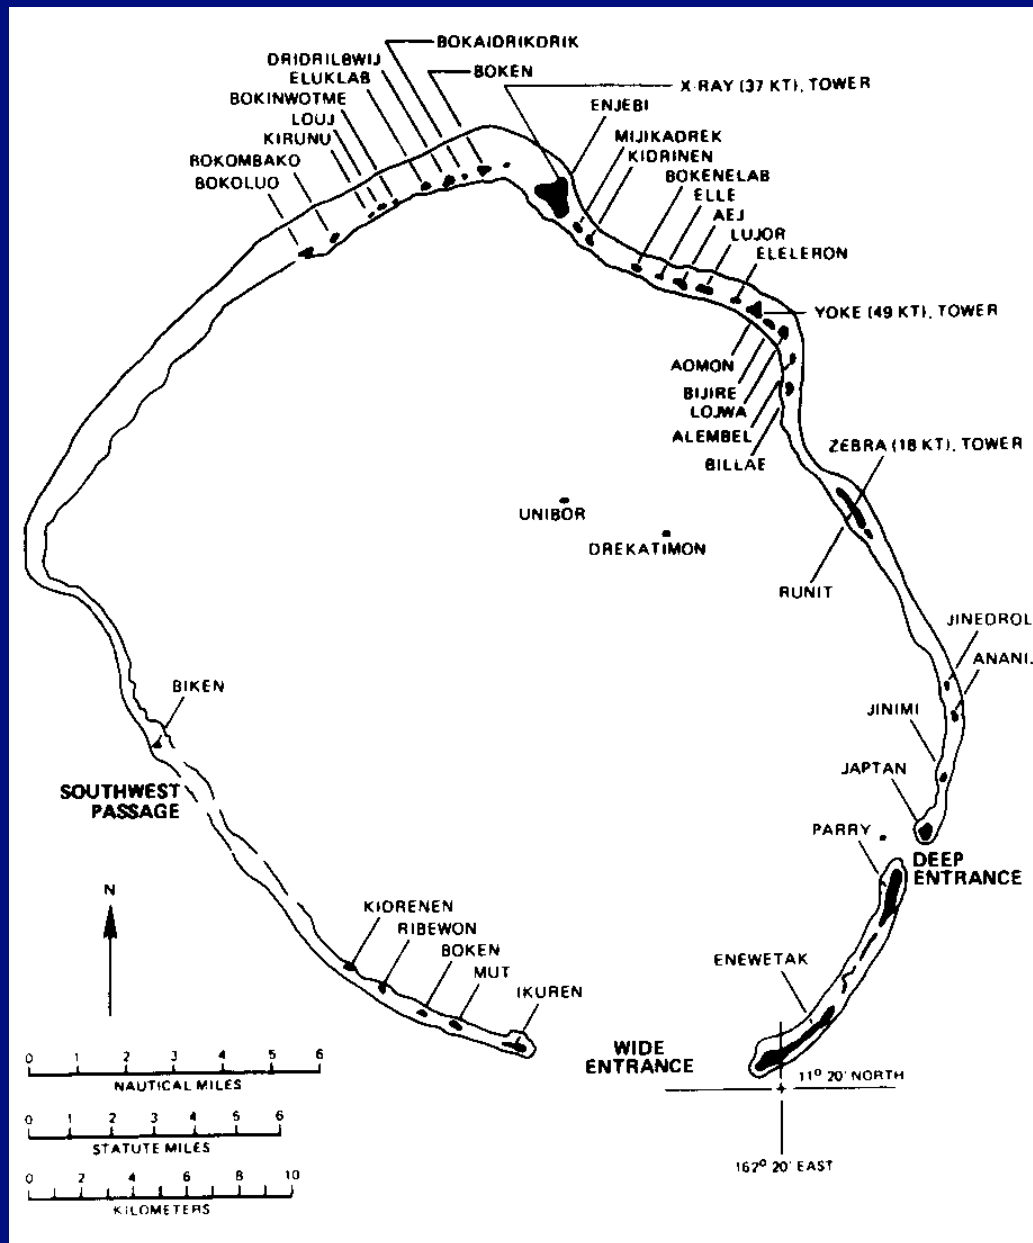 BOKAIDRIKDRIK
DRIDRILBWIJ
BOKEN
ELUKLAB
X-RAY (37 KT), TOWER
BOKINWOTME
ENJEBI
LOUJ
KIRUNU
MIJIKADREK
BOKOMBAKO
KIDRINEN
BOKOLUO
BOKENELAB
ELLE
AEJ
LUJOR
ELELERON
YOKE (49 KT), TOWER
AOMON
BIJIRE
LOJWA
ALEMBEL
BILLAE
ZEBRA (18 KT), TOWER
UNIBOR
DREKATIMON
RUNIT
JINEDROL
ANANIJ
BIKEN
JINIMI
JAPTAN
SOUTHWEST
PASSAGE
PARRY
DEEP
ENTRANCE
N
KIDRENEN
RIBEWON
BOKEN
MUT
IKUREN
ENEWETAK
WIDE
ENTRANCE
11° 20' NORTH
162° 20' EAST
0 1 2 3 4 5 6
NAUTICAL MILES
0 1 2 3 4 5 6
STATUTE MILES
0 2 4 6 8 10
KILOMETERS